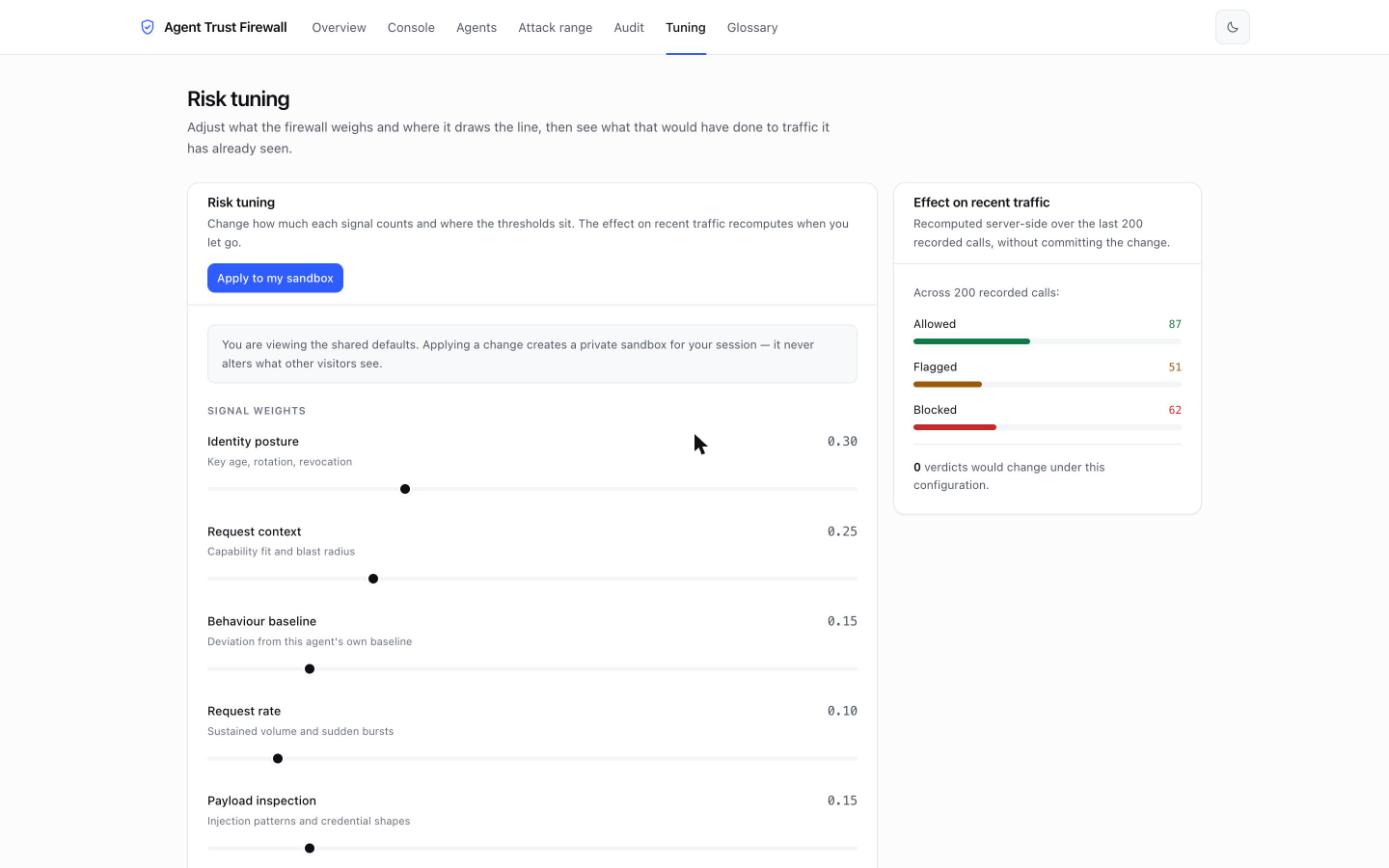 Agent Trust Firewall Overview Console Agents Attack range Audit Tuning Glossary
Risk tuning
Adjust what the firewall weighs and where it draws the line, then see what that would have done to traffic it
has already seen.
Risk tuning
Change how much each signal counts and where the thresholds sit. The effect on recent traffic recomputes when you
let go.
Apply to my sandbox
You are viewing the shared defaults. Applying a change creates a private sandbox for your session — it never
alters what other visitors see.
SIGNAL WEIGHTS
Identity posture 0.30
Key age, rotation, revocation
Request context 0.25
Capability fit and blast radius
Behaviour baseline 0.15
Deviation from this agent's own baseline
Request rate 0.10
Sustained volume and sudden bursts
Payload inspection 0.15
Injection patterns and credential shapes
Effect on recent traffic
Recomputed server-side over the last 200
recorded calls, without committing the change.
Across 200 recorded calls:
Allowed 87
Flagged 51
Blocked 62
0 verdicts would change under this
configuration.